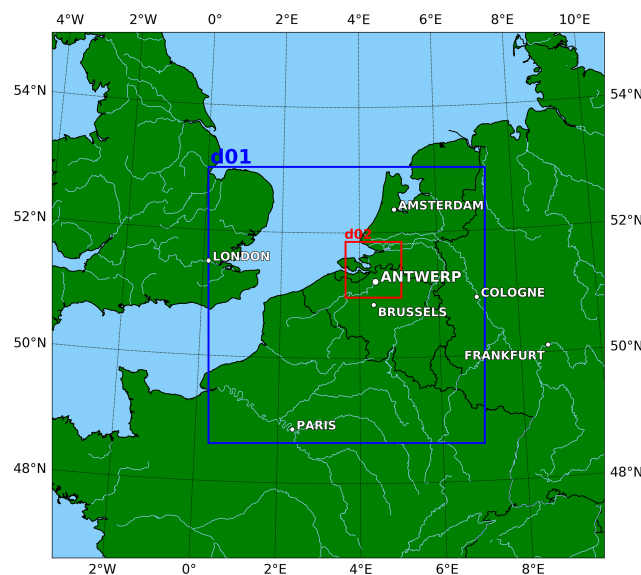 4°W 0° 2°E 4°E 6°E 8°E 10°E
54°N 54°N
d01
AMSTERDAM
52°N 52°N
d02
LONDON
ANTWERP
COLOGNE
BRUSSELS
50°N 50°N
FRANKFURT
PARIS
48°N 48°N
2°W 0° 2°E 4°E 6°E 8°E